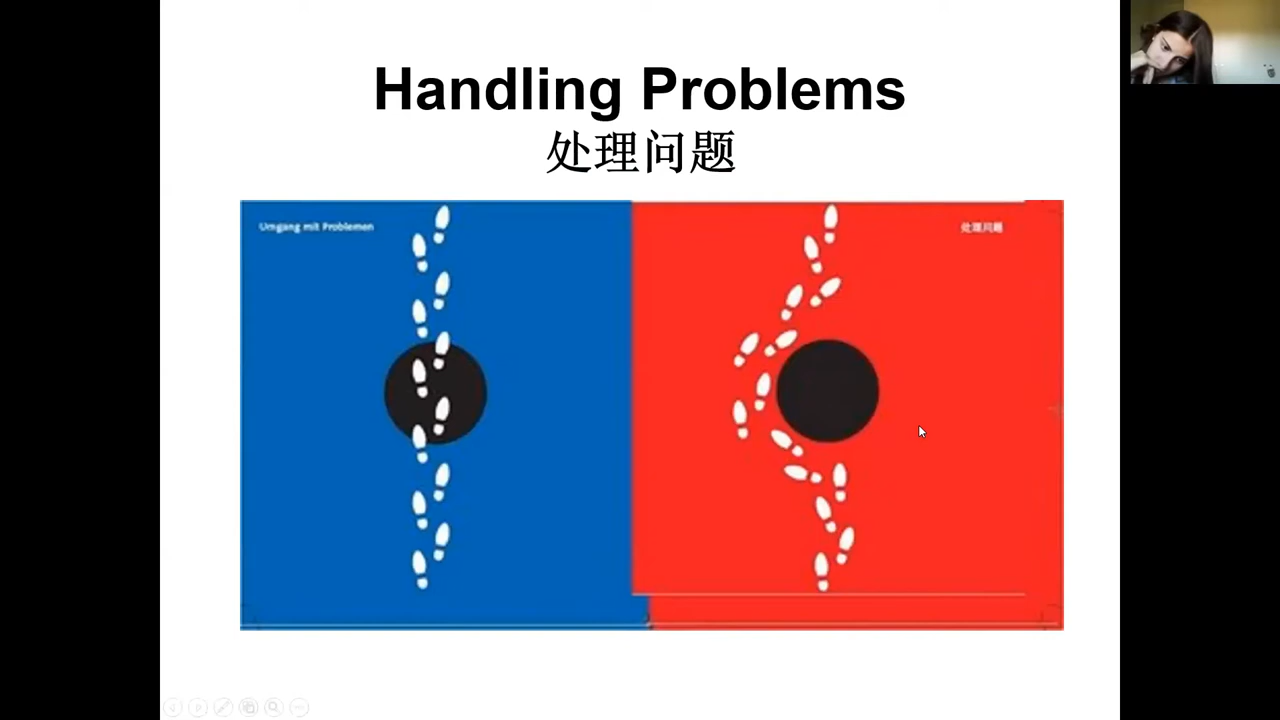 Handling Problems
处理问题
Umgang mit Problemen
处理问题